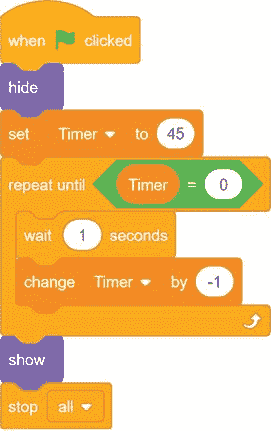 when clicked
hide
set Timer to 45
repeat until Timer = 0
wait 1 seconds
change Timer by -1
show
stop all